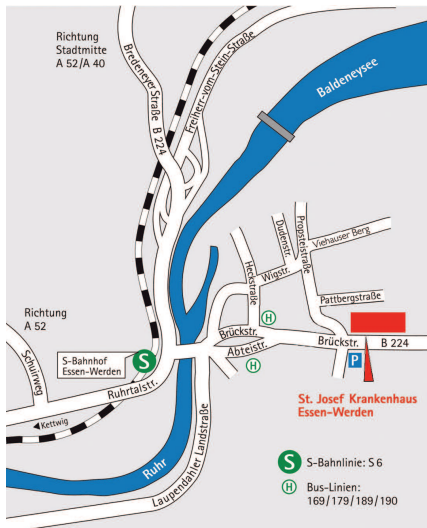 Richtung
Stadtmitte
A 52/A 40
Bredeneyer Straße B 224
Freiherr-vom-Stein-Straße
Baldeneysee
Heckstraße
Dudenstr.
Propsteistraße
Viehauser Berg
Wigstr.
Pattbergstraße
Richtung
A 52
Schuirweg
S-Bahnhof
Essen-Werden
S
Ruhrtalstr.
Kettwig
Brückstr.
H
Abteistr.
H
Brückstr.
B 224
P
St. Josef Krankenhaus
Essen-Werden
Ruhr
Laupendahler Landstraße
S
S-Bahnlinie: S 6
H
Bus-Linien:
169/179/189/190